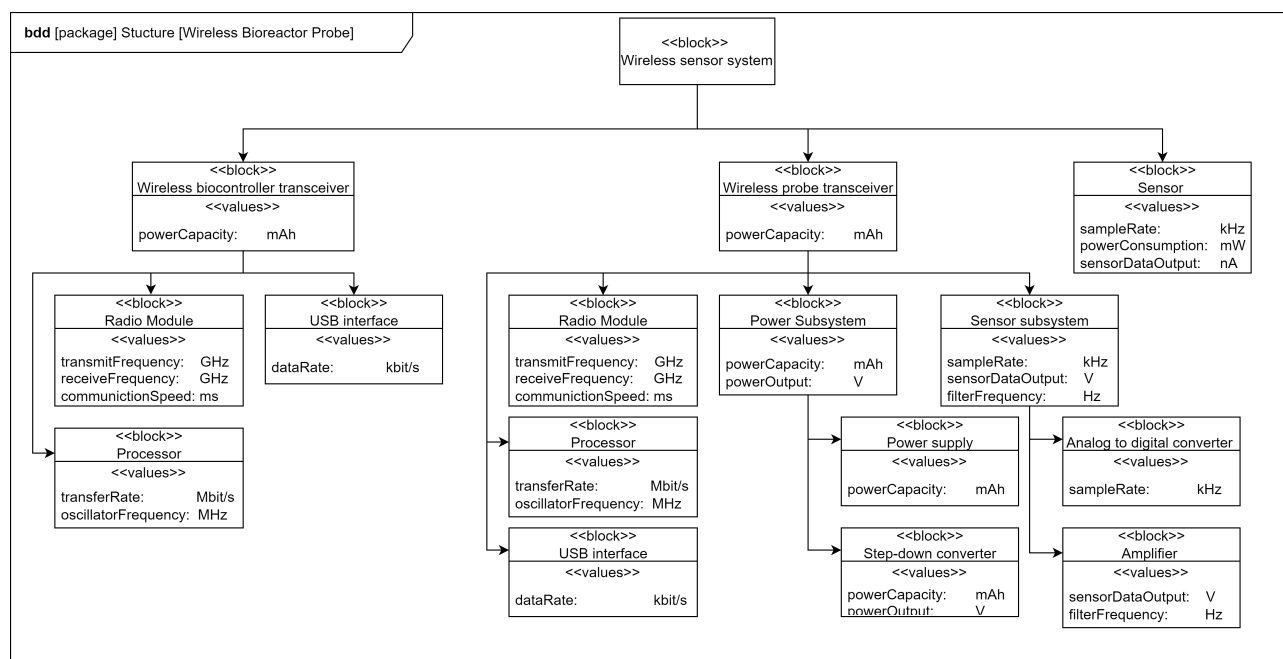 bdd [package] Stucture [Wireless Bioreactor Probe]
<<block>>
Wireless sensor system
<<block>>
Wireless biocontroller transceiver
<<values>>
powerCapacity: mAh
<<block>>
Wireless probe transceiver
<<values>>
powerCapacity: mAh
<<block>>
Sensor
<<values>>
sampleRate: kHz
powerConsumption: mW
sensorDataOutput: nA
<<block>>
Radio Module
<<values>>
transmitFrequency: GHz
receiveFrequency: GHz
communictionSpeed: ms
<<block>>
USB interface
<<values>>
dataRate: kbit/s
<<block>>
Processor
<<values>>
transferRate: Mbit/s
oscillatorFrequency: MHz
<<block>>
Radio Module
<<values>>
transmitFrequency: GHz
receiveFrequency: GHz
communictionSpeed: ms
<<block>>
Power Subsystem
<<values>>
powerCapacity: mAh
powerOutput: V
<<block>>
Sensor subsystem
<<values>>
sampleRate: kHz
sensorDataOutput: V
filterFrequency: Hz
<<block>>
Processor
<<values>>
transferRate: Mbit/s
oscillatorFrequency: MHz
<<block>>
Power supply
<<values>>
powerCapacity: mAh
<<block>>
Analog to digital converter
<<values>>
sampleRate: kHz
<<block>>
USB interface
<<values>>
dataRate: kbit/s
<<block>>
Step-down converter
<<values>>
powerCapacity: mAh
powerOutput: V
<<block>>
Amplifier
<<values>>
sensorDataOutput: V
filterFrequency: Hz